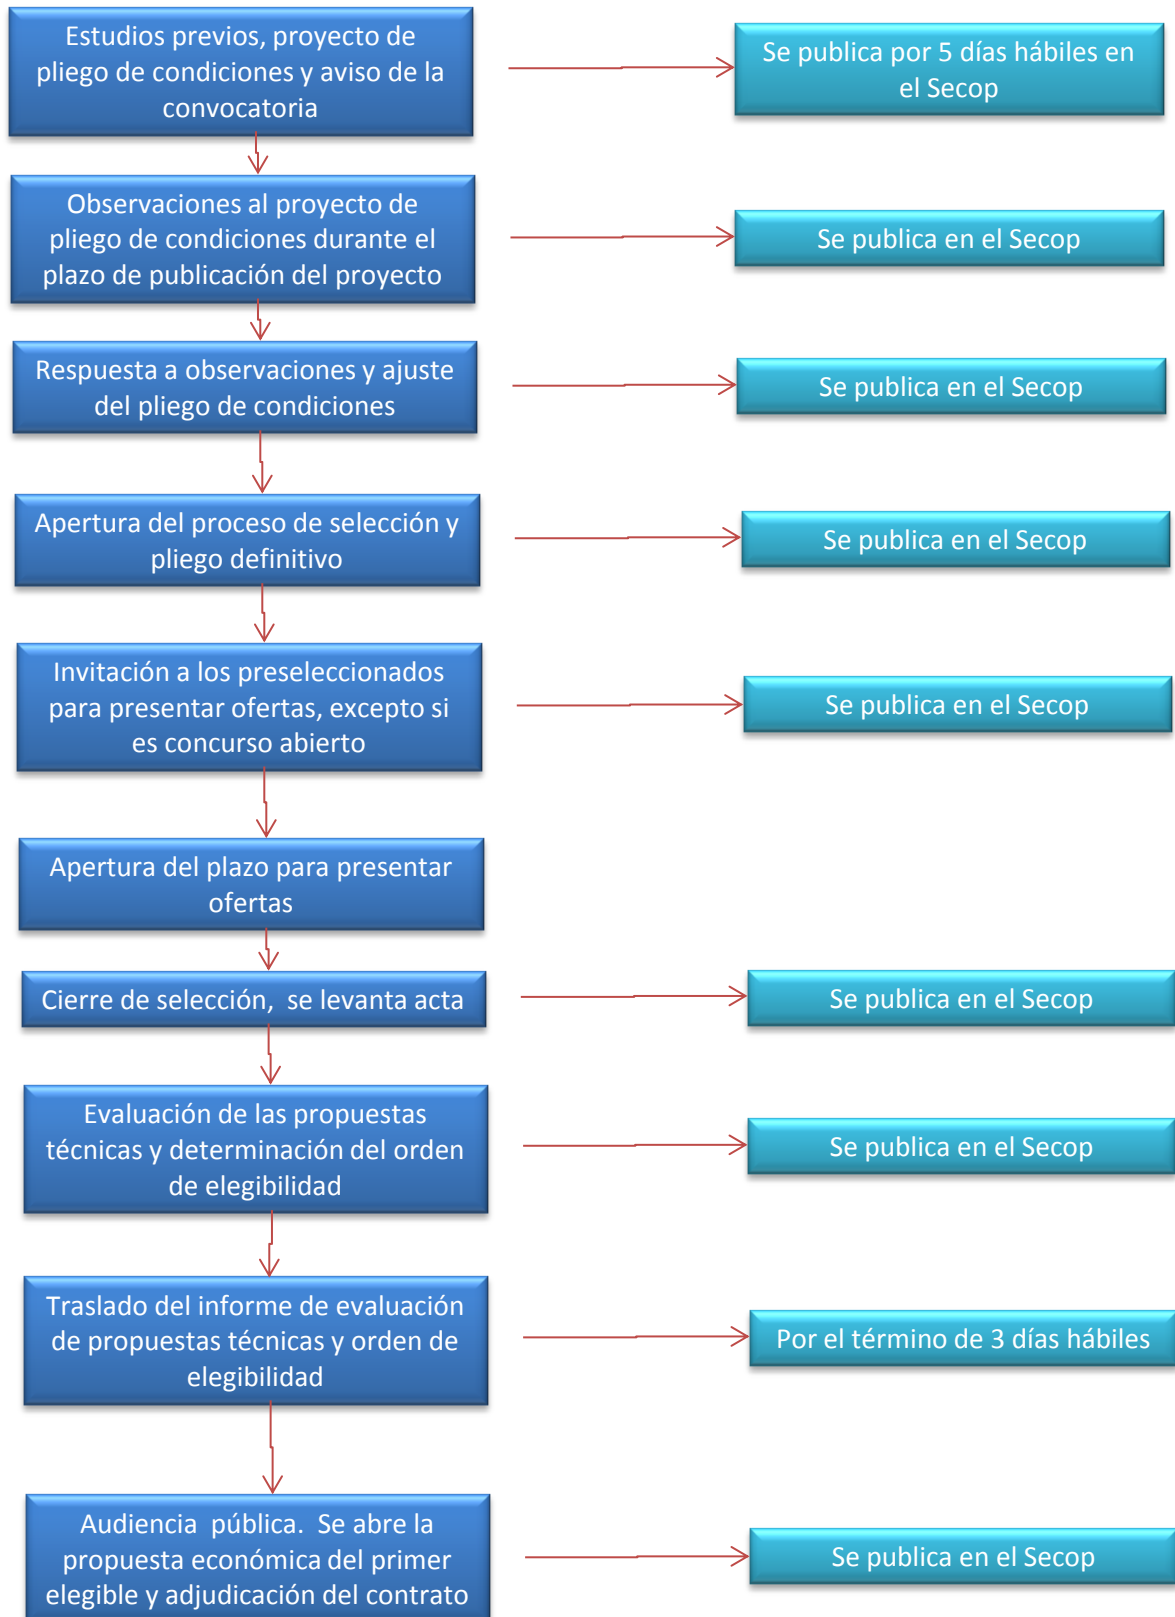 Estudios previos, proyecto de
pliego de condiciones y aviso de la
convocatoria
Se publica por 5 días hábiles en
el Secop
Observaciones al proyecto de
pliego de condiciones durante el
plazo de publicación del proyecto
Se publica en el Secop
Respuesta a observaciones y ajuste
del pliego de condiciones
Se publica en el Secop
Apertura del proceso de selección y
pliego definitivo
Se publica en el Secop
Invitación a los preseleccionados
para presentar ofertas, excepto si
es concurso abierto
Se publica en el Secop
Apertura del plazo para presentar
ofertas
Cierre de selección, se levanta acta
Se publica en el Secop
Evaluación de las propuestas
técnicas y determinación del orden
de elegibilidad
Se publica en el Secop
Traslado del informe de evaluación
de propuestas técnicas y orden de
elegibilidad
Por el término de 3 días hábiles
Audiencia pública. Se abre la
propuesta económica del primer
elegible y adjudicación del contrato
Se publica en el Secop